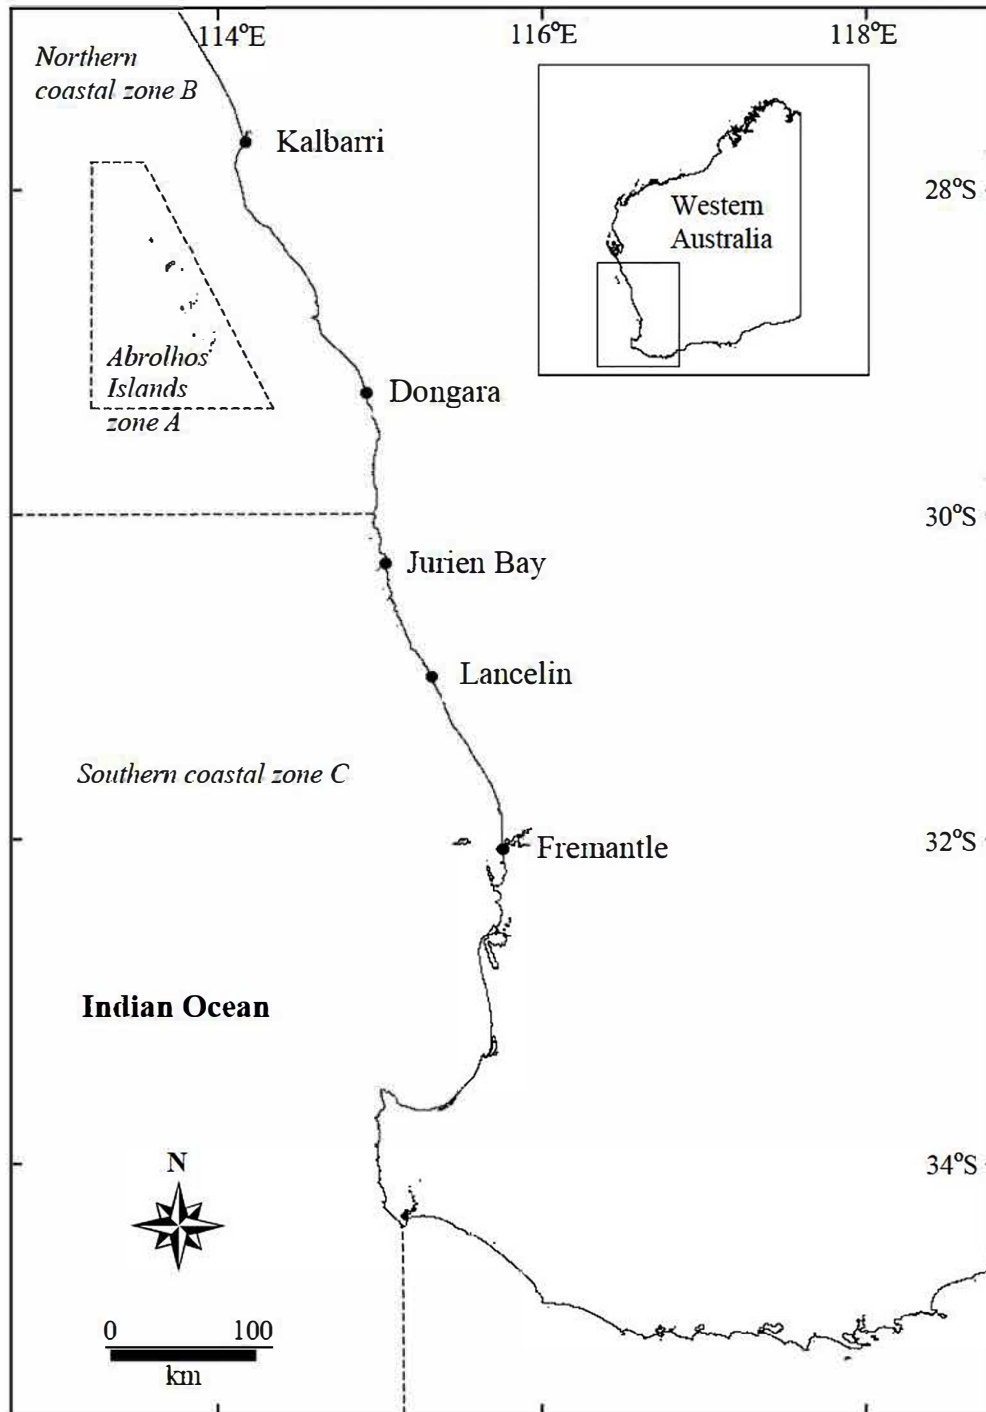 114°E
116°E
118°E
Northern
coastal zone B
Kalbarri
28°S
Western
Australia
Abrolhos
Islands
zone A
Dongara
30°S
Jurien Bay
Lancelin
Southern coastal zone C
32°S
Fremantle
Indian Ocean
34°S
N
0 100
km